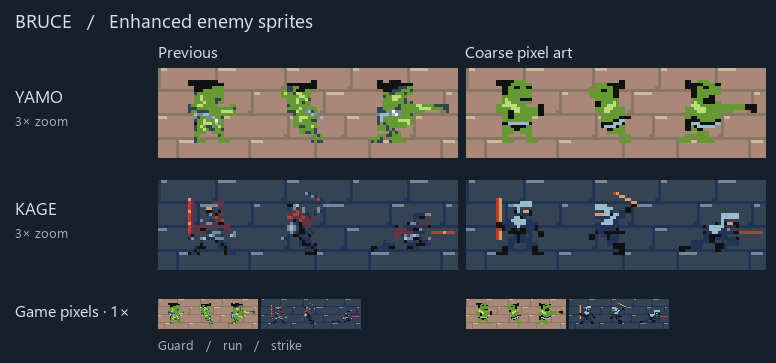 BRUCE / Enhanced enemy sprites
Previous
Coarse pixel art
YAMO
3× zoom
KAGE
3× zoom
Game pixels · 1×
Guard / run / strike